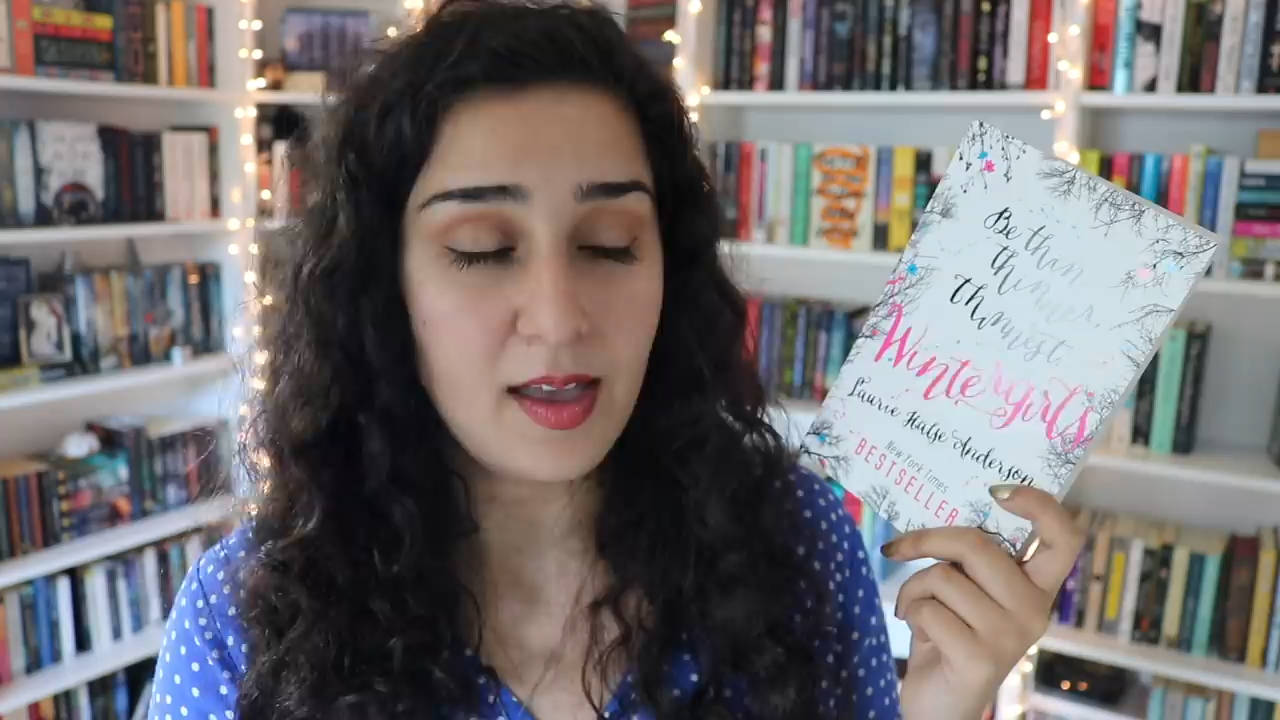 Be thin
thinner
thinnest
Wintergirls
Laurie Halse Anderson
New York Times
BESTSELLER